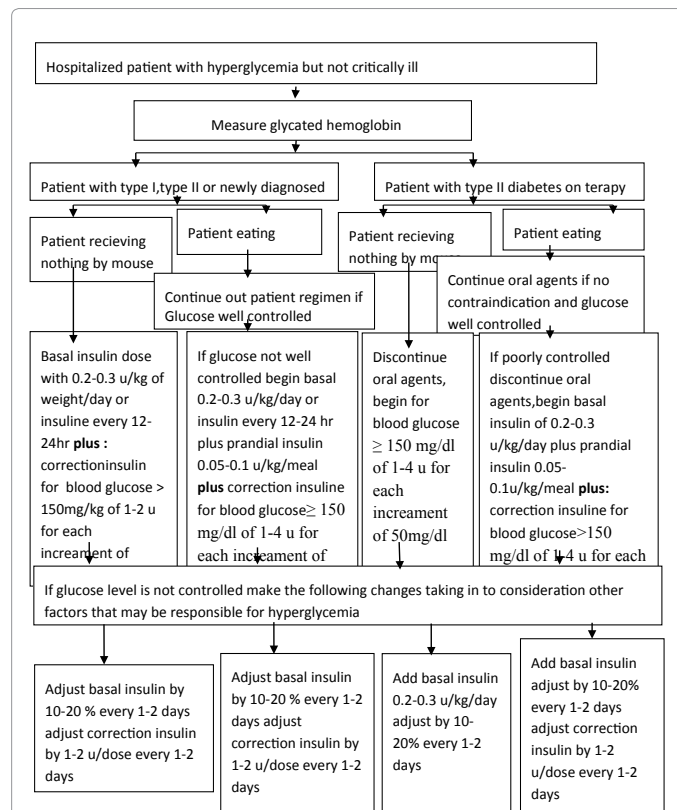 Hospitalized patient with hyperglycemia but not critically ill
Measure glycated hemoglobin
Patient with type I,type II or newly diagnosed
Patient with type II diabetes on terapy
Patient recieving
nothing by mouse
Patient eating
Patient recieving
nothing by
Patient eating
Continue out patient regimen if
Glucose well controlled
Continue oral agents if no
contraindication and glucose
well controlled
Basal insulin dose
with 0.2-0.3 u/kg of
weight/day or
insuline every 12-
24hr plus :
correctioninsulin
for blood glucose >
150mg/kg of 1-2 u
for each
increament of
If glucose not well
controlled begin basal
0.2-0.3 u/kg/day or
insulin every 12-24 hr
plus prandial insulin
0.05-0.1 u/kg/meal
plus correction insuline
for blood glucose≥ 150
mg/dl of 1-4 u for
each increament of
Discontinue
oral agents,
begin for
blood glucose
≥ 150 mg/dl
of 1-4 u for
each
increament
of 50mg/dl
If poorly controlled
discontinue oral
agents,begin basal
insulin of 0.2-0.3
u/kg/day plus prandial
insulin 0.05-
0.1u/kg/meal plus:
correction insuline for
blood glucose>150
mg/dl of 1-4 u for each
If glucose level is not controlled make the following changes taking in to consideration other
factors that may be responsible for hyperglycemia
Adjust basal insulin by
10-20 % every 1-2 days
adjust correction insulin
by 1-2 u/dose every 1-2
days
Adjust basal insulin
by 10-20 % every 1-2
days adjust
correction insulin by
1-2 u/dose every 1-2
days
Add basal insulin
0.2-0.3 u/kg/day
adjust by 10-
20% every 1-2
days
Add basal insulin
adjust by 10-20%
every 1-2 days
adjust correction
insulin by 1-2
u/dose every 1-2
days